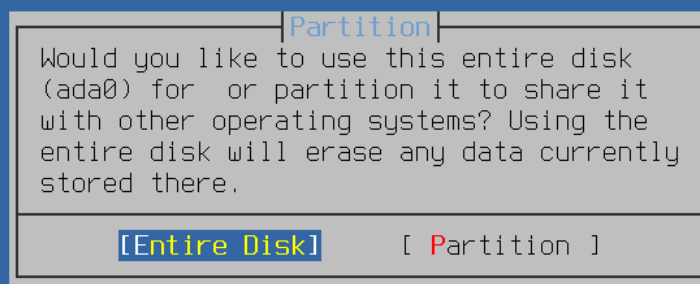 Partition
Would you like to use this entire disk
(ada0) for  or partition it to share it
with other operating systems? Using the
entire disk will erase any data currently
stored there.
[Entire Disk] [ Partition ]